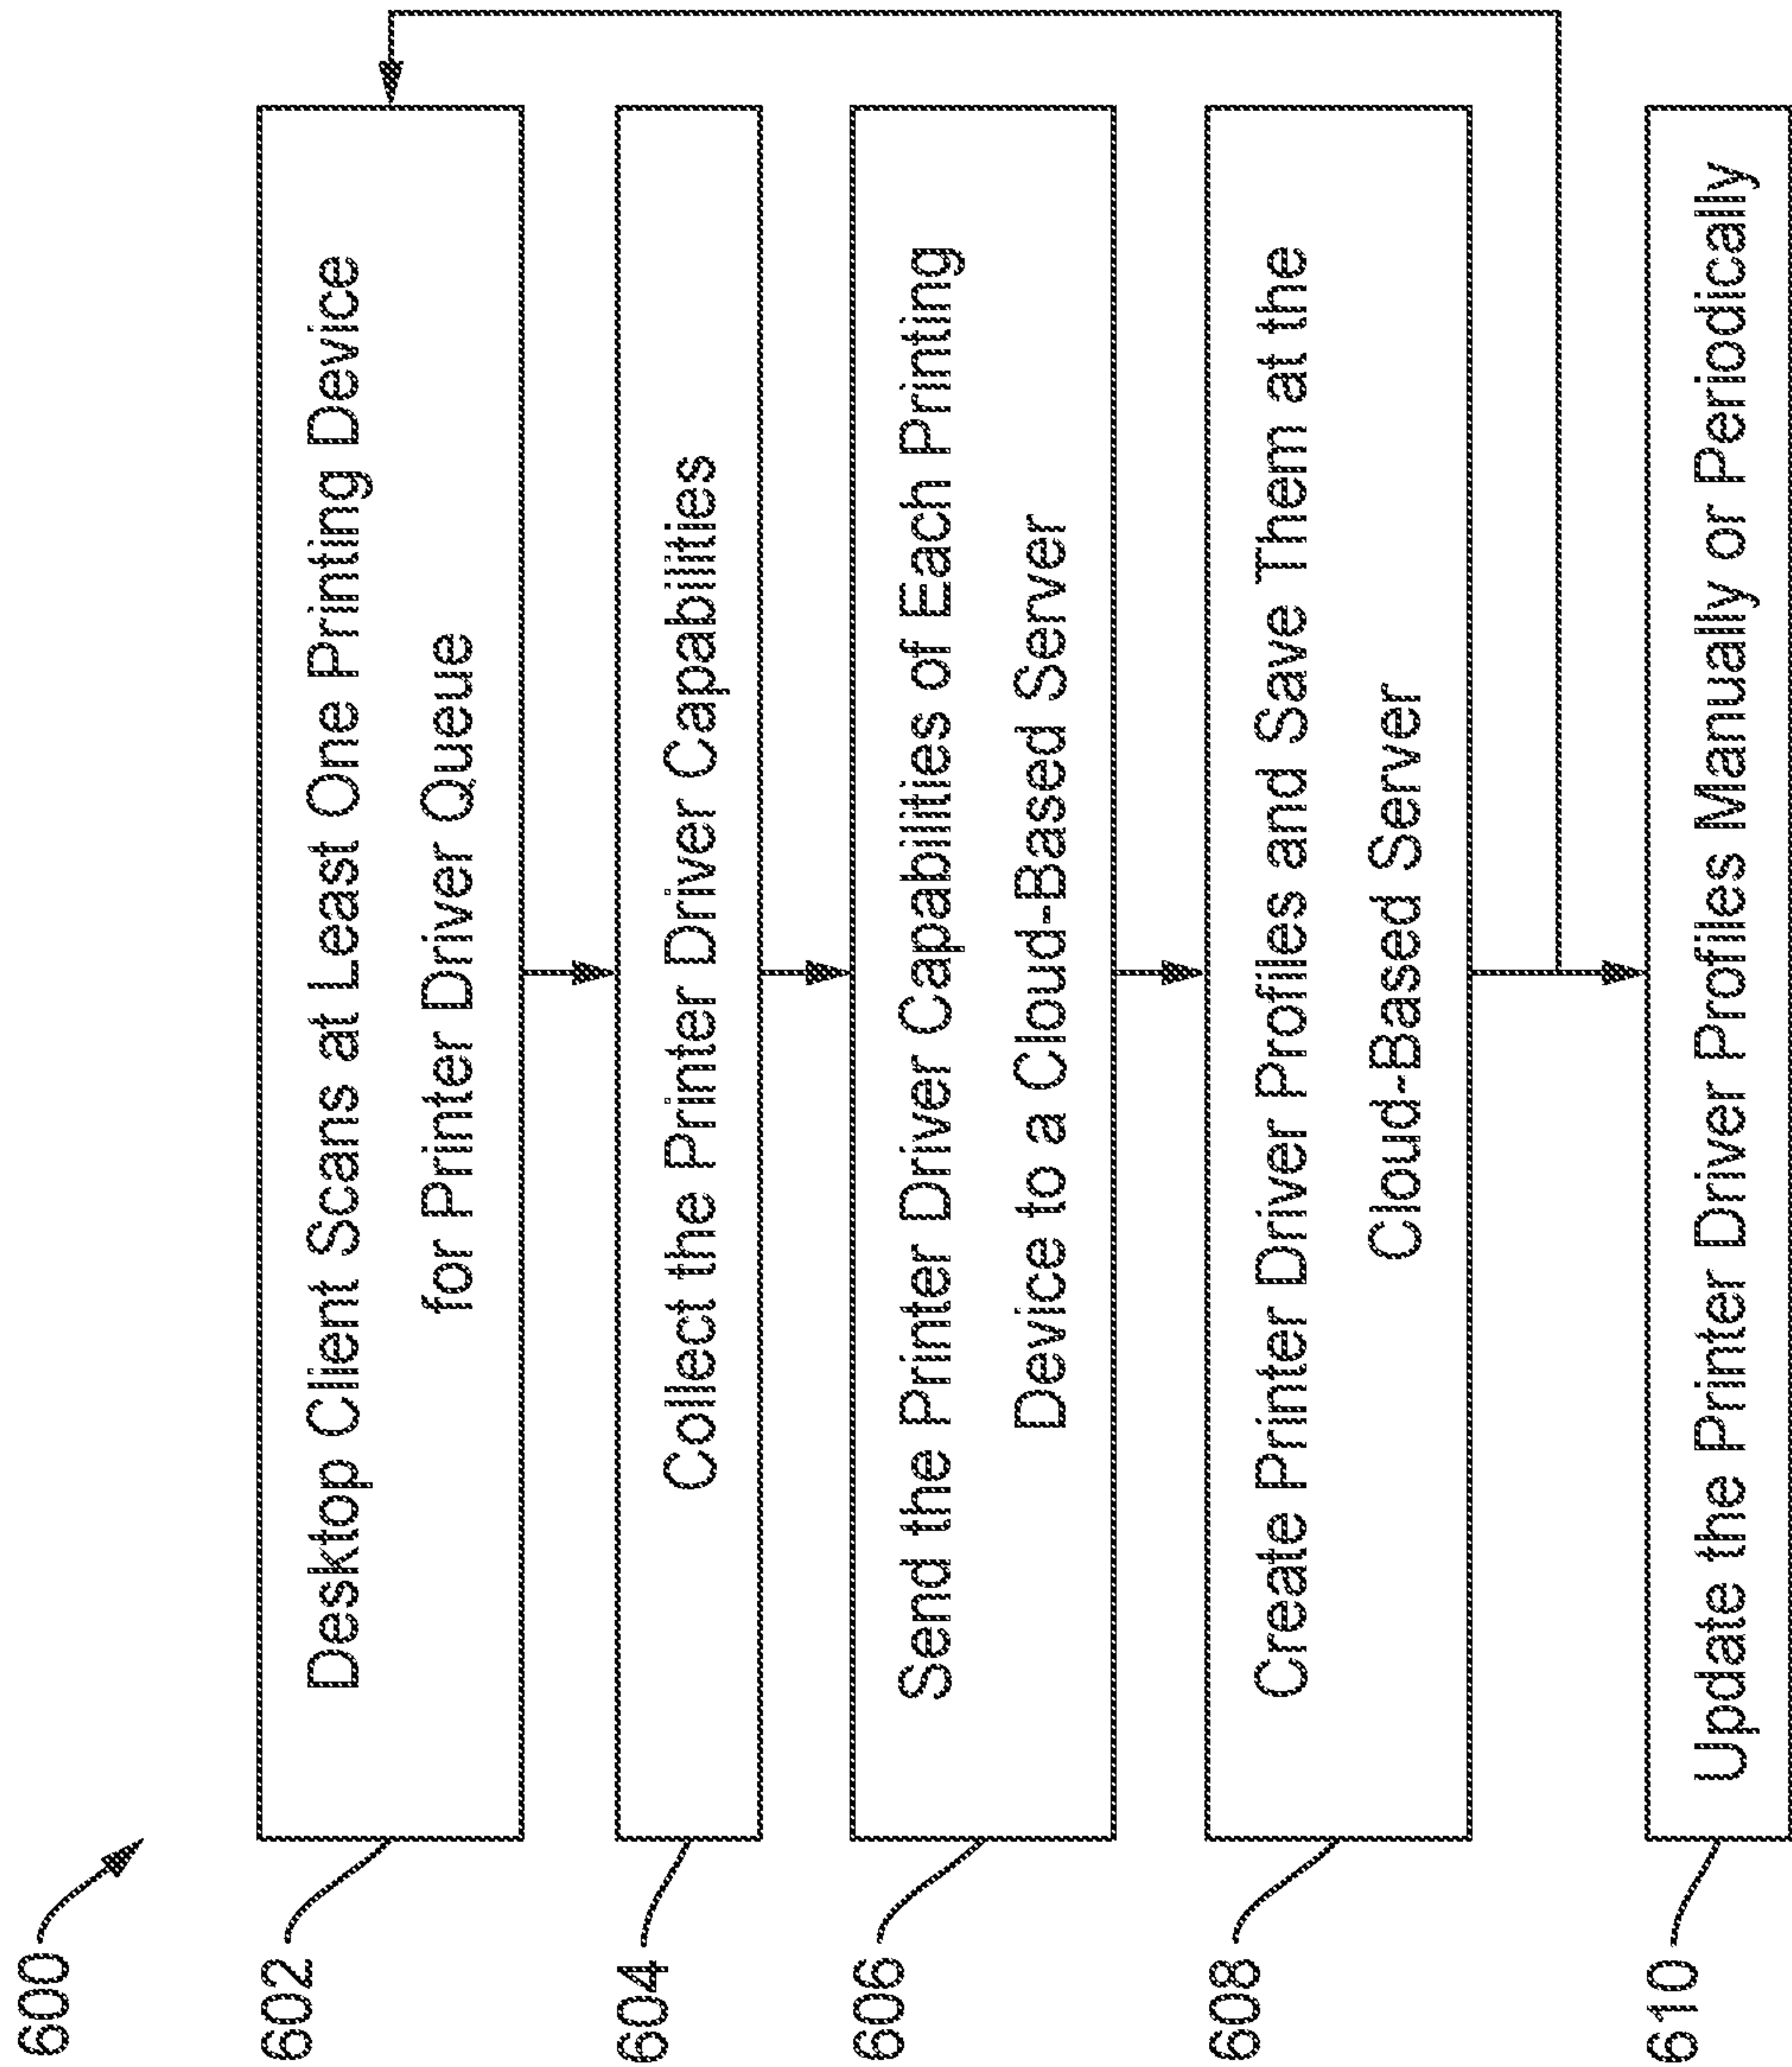 600
602
Desktop Client Scans at Least One Printing Device
for Printer Driver Queue
604
Collect the Printer Driver Capabilities
606
Send the Printer Driver Capabilities of Each Printing
Device to a Cloud-Based Server
608
Create Printer Driver Profiles and Save Them at the
Cloud-Based Server
610
Update the Printer Driver Profiles Manually or Periodically